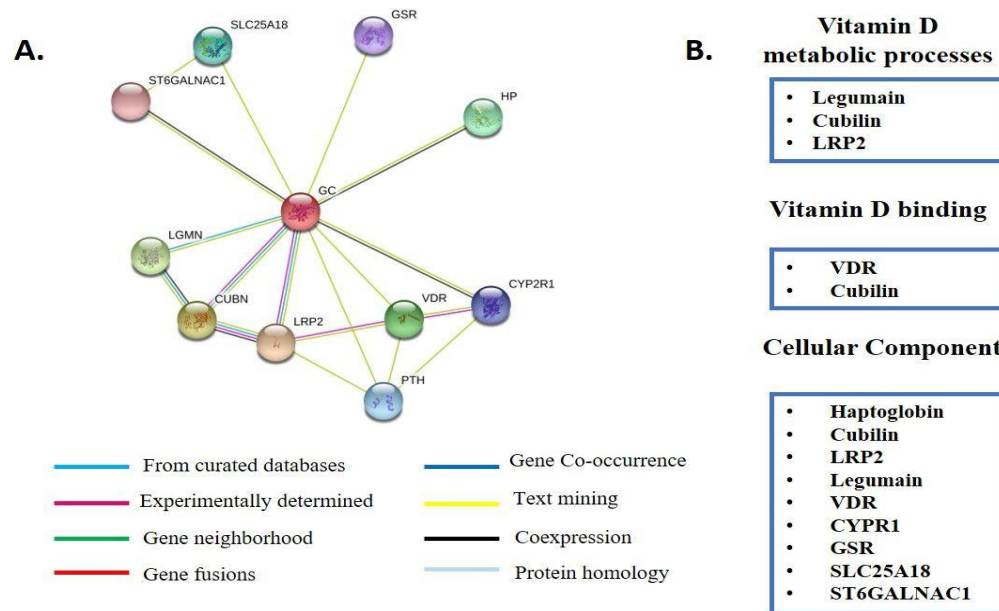 A.
SLC25A18
GSR
ST6GALNAC1
HP
GC
LGMN
CUBN
LRP2
VDR
CYP2R1
PTH
From curated databases
Experimentally determined
Gene neighborhood
Gene fusions
Gene Co-occurrence
Text mining
Coexpression
Protein homology
B.
Vitamin D
metabolic processes
• Legumain
• Cubilin
• LRP2
Vitamin D binding
• VDR
• Cubilin
Cellular Component
• Haptoglobin
• Cubilin
• LRP2
• Legumain
• VDR
• CYPR1
• GSR
• SLC25A18
• ST6GALNAC1